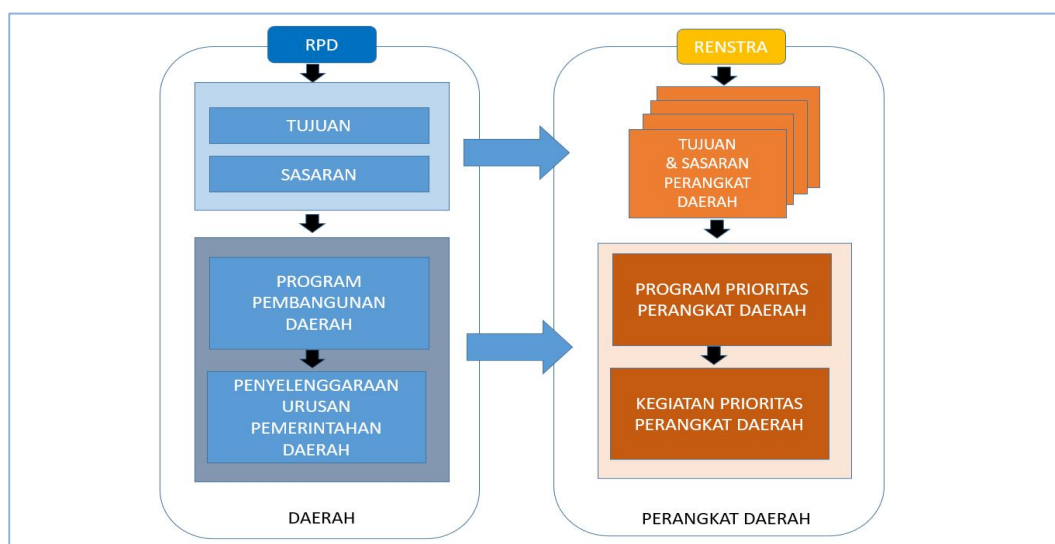 RPD
TUJUAN
SASARAN
PROGRAM
PEMBANGUNAN
DAERAH
PENYELENGGARAAN
URUSAN
PEMERINTAHAN
DAERAH
DAERAH
RENSTRA
TUJUAN
& SASARAN
PERANGKAT
DAERAH
PROGRAM PRIORITAS
PERANGKAT DAERAH
KEGIATAN PRIORITAS
PERANGKAT DAERAH
PERANGKAT DAERAH